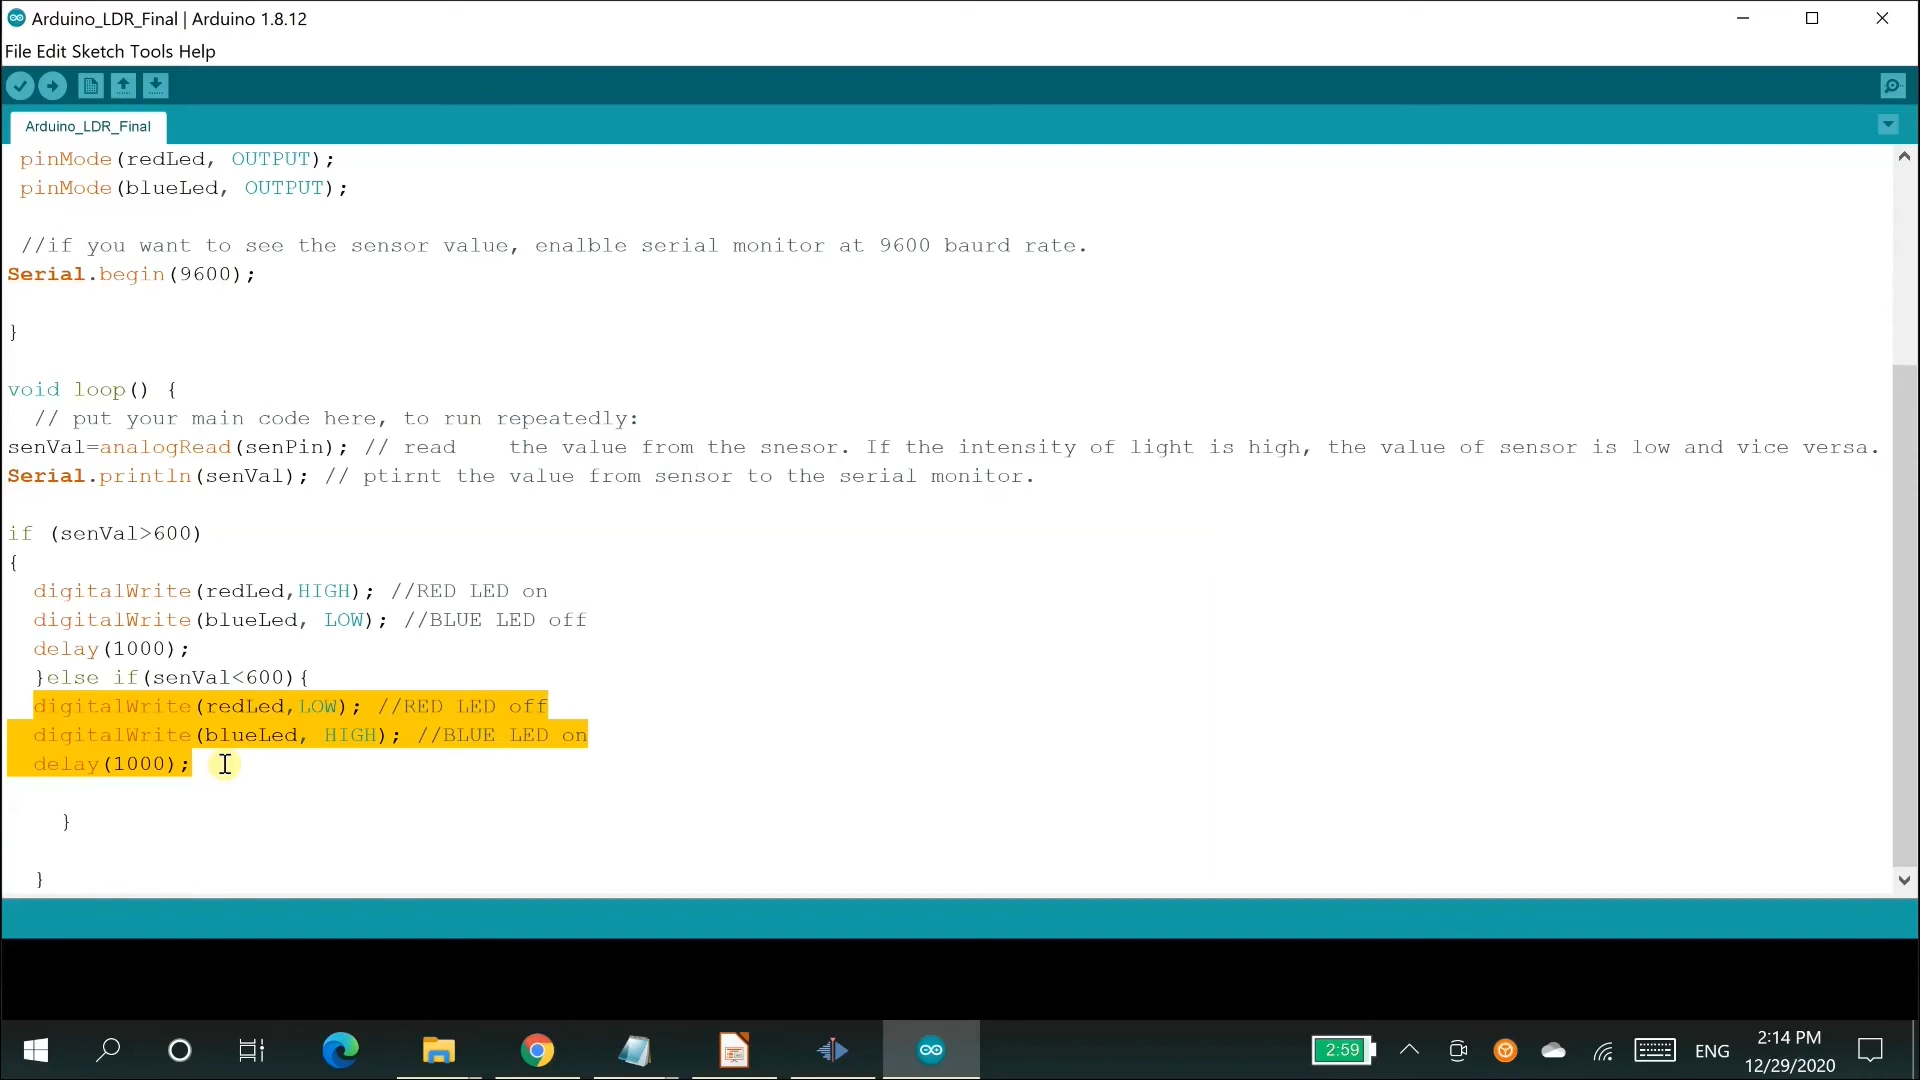 Arduino_LDR_Final | Arduino 1.8.12
File Edit Sketch Tools Help
Arduino_LDR_Final
pinMode(redLed, OUTPUT);
pinMode(blueLed, OUTPUT);
//if you want to see the sensor value, enalble serial monitor at 9600 baurd rate.
Serial.begin(9600);
}
void loop() {
// put your main code here, to run repeatedly:
senVal=analogRead(senPin); // read    the value from the snesor. If the intensity of light is high, the value of sensor is low and vice versa.
Serial.println(senVal); // ptirnt the value from sensor to the serial monitor.
if (senVal>600)
{
digitalWrite(redLed,HIGH); //RED LED on
digitalWrite(blueLed, LOW); //BLUE LED off
delay(1000);
}else if(senVal<600){
digitalWrite(redLed,LOW); //RED LED off
digitalWrite(blueLed, HIGH); //BLUE LED on
delay(1000);
}
}
2:59
ENG
2:14 PM
12/29/2020